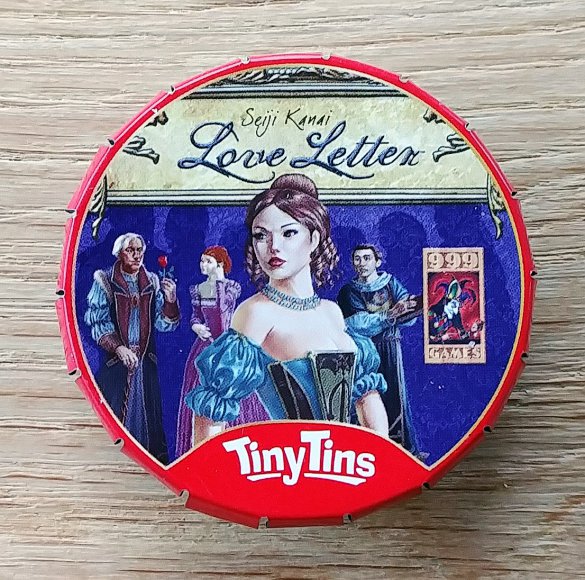 Seiji Kanai
Love Letter
999
GAMES
TinyTins